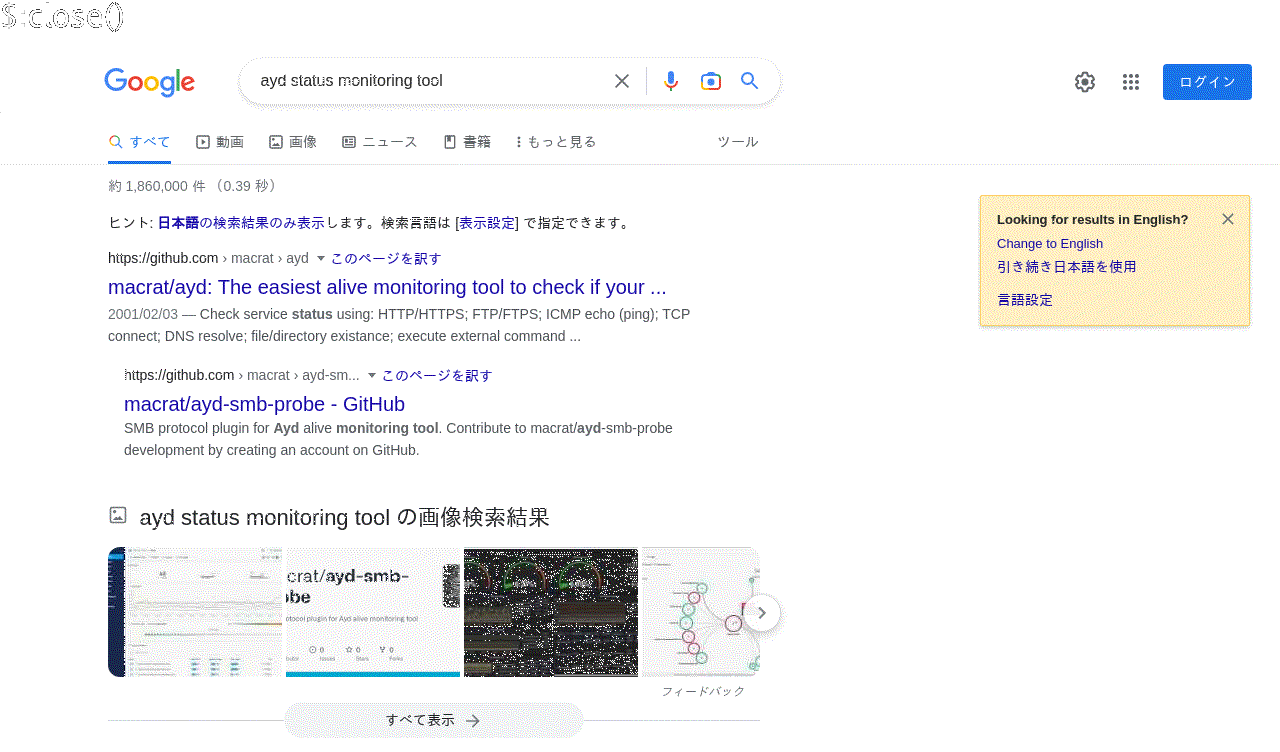 $:close()
Google
ayd status monitoring tool
ログイン
すべて 動画 画像 ニュース 書籍 もっと見る ツール
約 1,860,000 件 （0.39 秒）
ヒント: 日本語の検索結果のみ表示します。検索言語は [表示設定] で指定できます。
Looking for results in English?
Change to English
引き続き日本語を使用
言語設定
https://github.com › macrat › ayd このページを訳す
macrat/ayd: The easiest alive monitoring tool to check if your ...
2001/02/03 — Check service status using: HTTP/HTTPS; FTP/FTPS; ICMP echo (ping); TCP
connect; DNS resolve; file/directory existance; execute external command ...
https://github.com › macrat › ayd-sm... このページを訳す
macrat/ayd-smb-probe - GitHub
SMB protocol plugin for Ayd alive monitoring tool. Contribute to macrat/ayd-smb-probe
development by creating an account on GitHub.
ayd status monitoring tool の画像検索結果
crat/ayd-smb-
obe
otocol plugin for Ayd alive monitoring tool
0 0 0
Issues Stars Forks
フィードバック
すべて表示